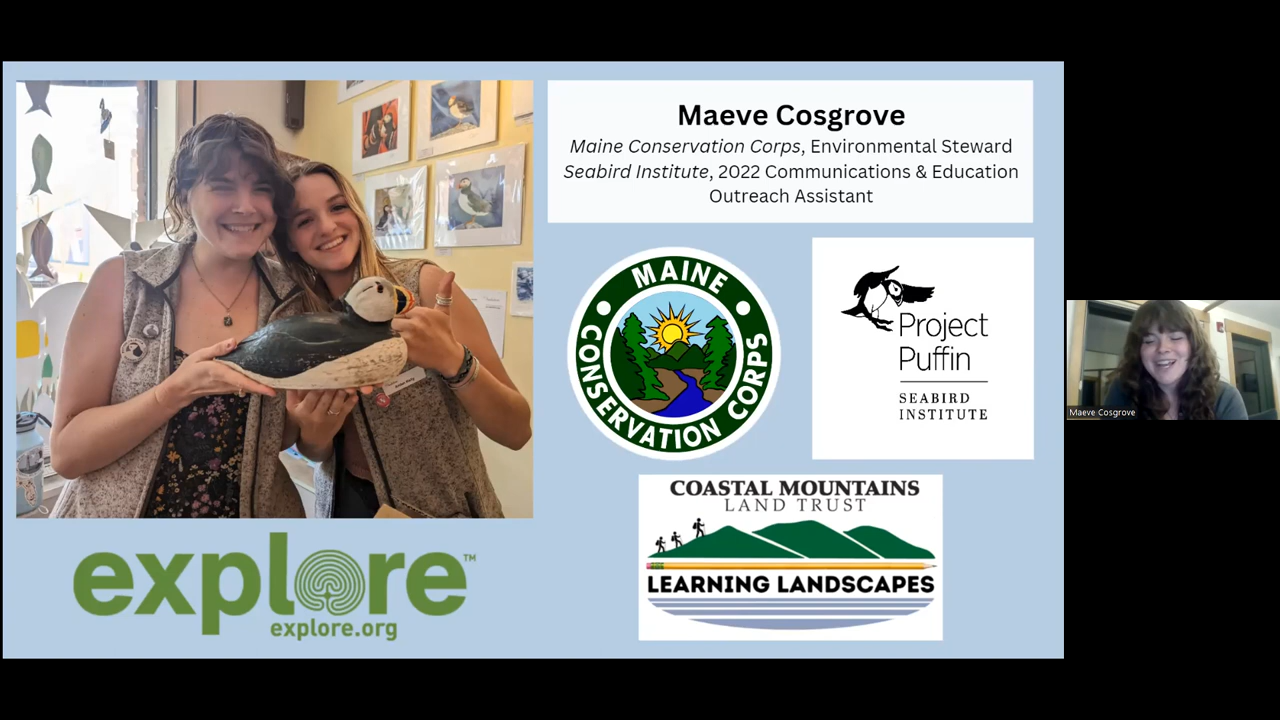 Maeve Cosgrove
Maine Conservation Corps, Environmental Steward
Seabird Institute, 2022 Communications & Education
Outreach Assistant
MAINE
CONSERVATION CORPS
Project
Puffin
SEABIRD
INSTITUTE
COASTAL MOUNTAINS
LAND TRUST
LEARNING LANDSCAPES
explore™
explore.org
Maeve Cosgrove